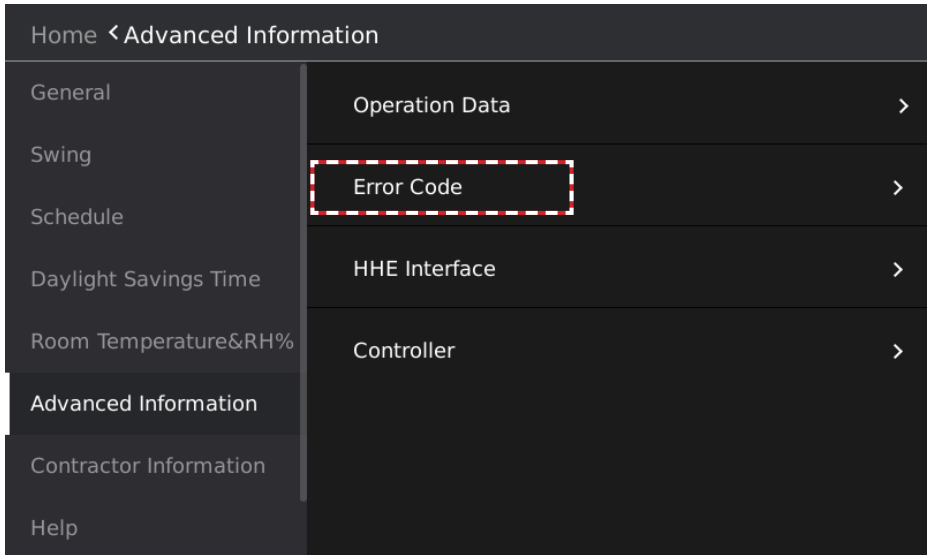 Home < Advanced Information
General
Swing
Schedule
Daylight Savings Time
Room Temperature&RH%
Advanced Information
Contractor Information
Help
Operation Data >
Error Code >
HHE Interface >
Controller >